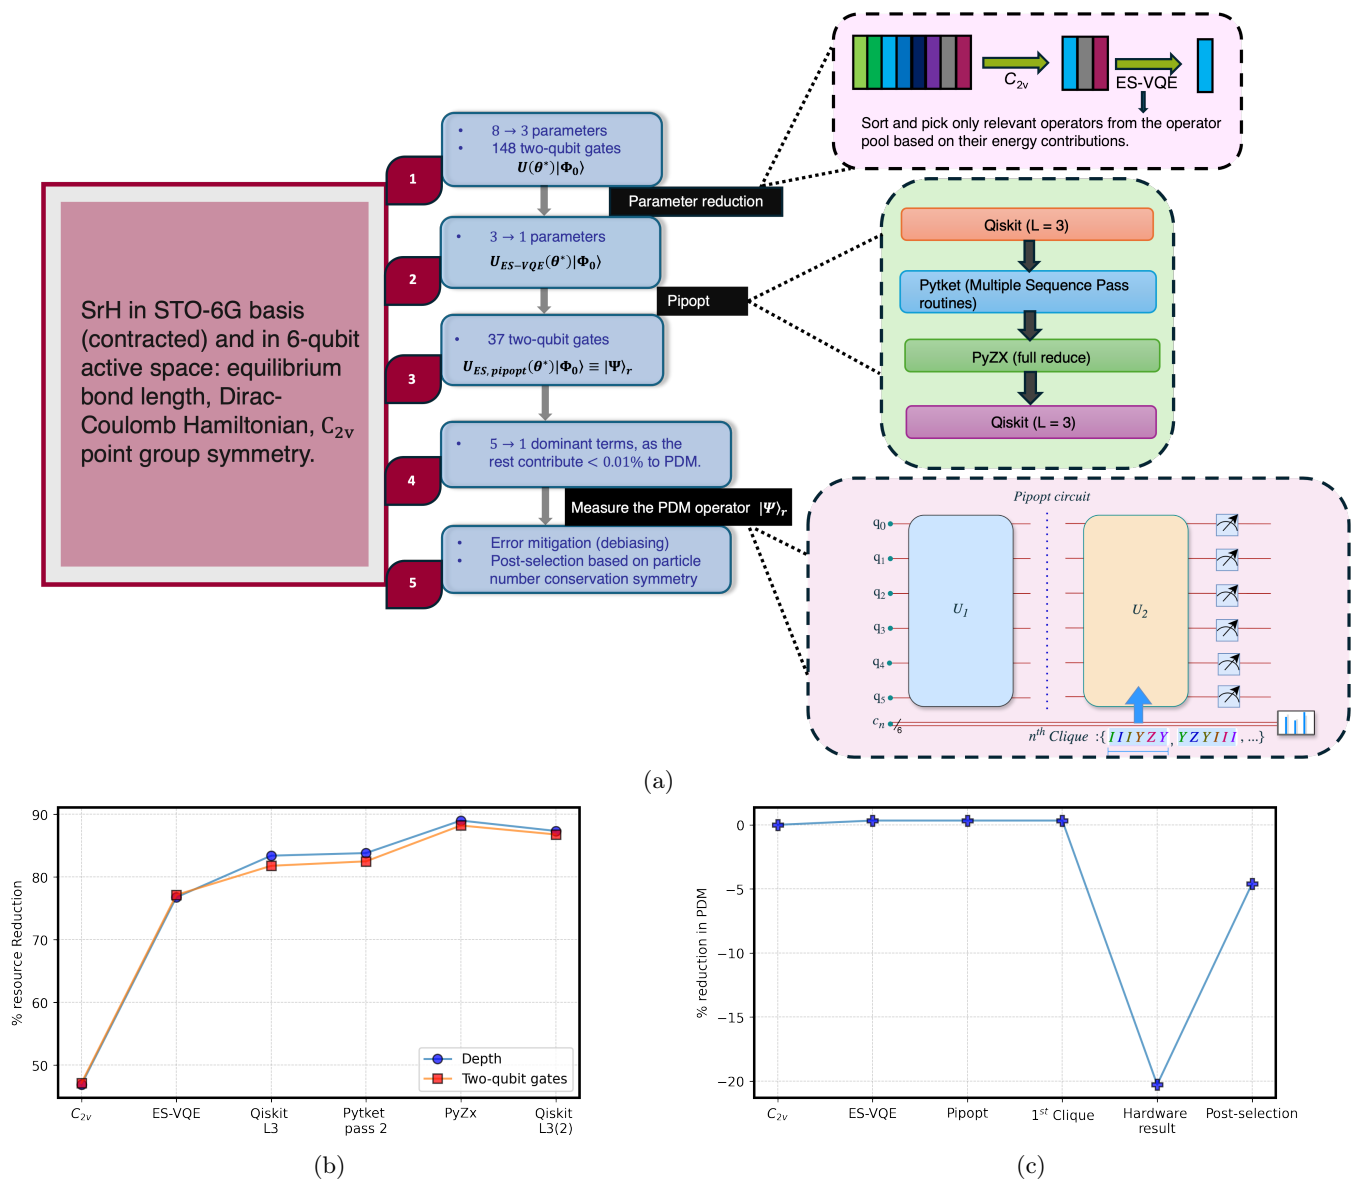 SrH in STO-6G basis
(contracted) and in 6-qubit
active space: equilibrium
bond length, Dirac-
Coulomb Hamiltonian, C₂ᵥ
point group symmetry.
1
• 8 → 3 parameters
• 148 two-qubit gates
U(θ*)|Φ₀⟩
Parameter reduction
2
• 3 → 1 parameters
U_{ES−VQE}(θ*)|Φ₀⟩
Pipopt
3
• 37 two-qubit gates
U_{ES,pipopt}(θ*)|Φ₀⟩ ≡ |Ψ⟩ᵣ
4
• 5 → 1 dominant terms, as the
rest contribute < 0.01% to PDM.
Measure the PDM operator |Ψ⟩ᵣ
5
• Error mitigation (debiasing)
• Post-selection based on particle
number conservation symmetry
C₂ᵥ
ES-VQE
Sort and pick only relevant operators from the operator
pool based on their energy contributions.
Qiskit (L = 3)
Pytket (Multiple Sequence Pass
routines)
PyZX (full reduce)
Qiskit (L = 3)
Pipopt circuit
q₀
q₁
q₂
q₃
q₄
q₅
cₙ
6
U₁
U₂
nᵗʰ Clique :{IIIYZY, YZYIII, ...}
(a)
% resource Reduction
90
80
70
60
50
Depth
Two-qubit gates
C₂ᵥ
ES-VQE
Qiskit
L3
Pytket
pass 2
PyZx
Qiskit
L3(2)
(b)
% reduction in PDM
0
−5
−10
−15
−20
C₂ᵥ
ES-VQE
Pipopt
1ˢᵗ Clique
Hardware
result
Post-selection
(c)